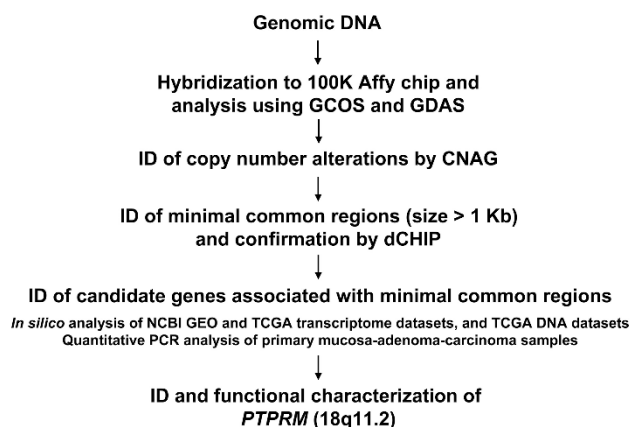 Genomic DNA
Hybridization to 100K Affy chip and
analysis using GCOS and GDAS
ID of copy number alterations by CNAG
ID of minimal common regions (size > 1 Kb)
and confirmation by dCHIP
ID of candidate genes associated with minimal common regions
In silico analysis of NCBI GEO and TCGA transcriptome datasets, and TCGA DNA datasets
Quantitative PCR analysis of primary mucosa-adenoma-carcinoma samples
ID and functional characterization of
PTPRM (18q11.2)